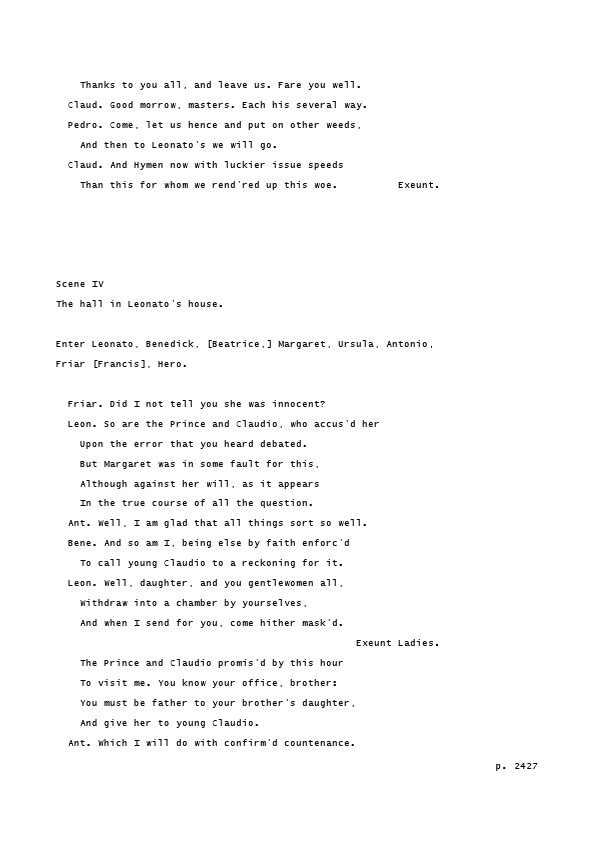 Thanks to you all, and leave us. Fare you well.
Claud. Good morrow, masters. Each his several way.
Pedro. Come, let us hence and put on other weeds,
And then to Leonato's we will go.
Claud. And Hymen now with luckier issue speeds
Than this for whom we rend'red up this woe. Exeunt.
Scene IV
The hall in Leonato's house.
Enter Leonato, Benedick, [Beatrice,] Margaret, Ursula, Antonio,
Friar [Francis], Hero.
Friar. Did I not tell you she was innocent?
Leon. So are the Prince and Claudio, who accus'd her
Upon the error that you heard debated.
But Margaret was in some fault for this,
Although against her will, as it appears
In the true course of all the question.
Ant. Well, I am glad that all things sort so well.
Bene. And so am I, being else by faith enforc'd
To call young Claudio to a reckoning for it.
Leon. Well, daughter, and you gentlewomen all,
Withdraw into a chamber by yourselves,
And when I send for you, come hither mask'd.
Exeunt Ladies.
The Prince and Claudio promis'd by this hour
To visit me. You know your office, brother:
You must be father to your brother's daughter,
And give her to young Claudio.
Ant. Which I will do with confirm'd countenance.
p. 2427